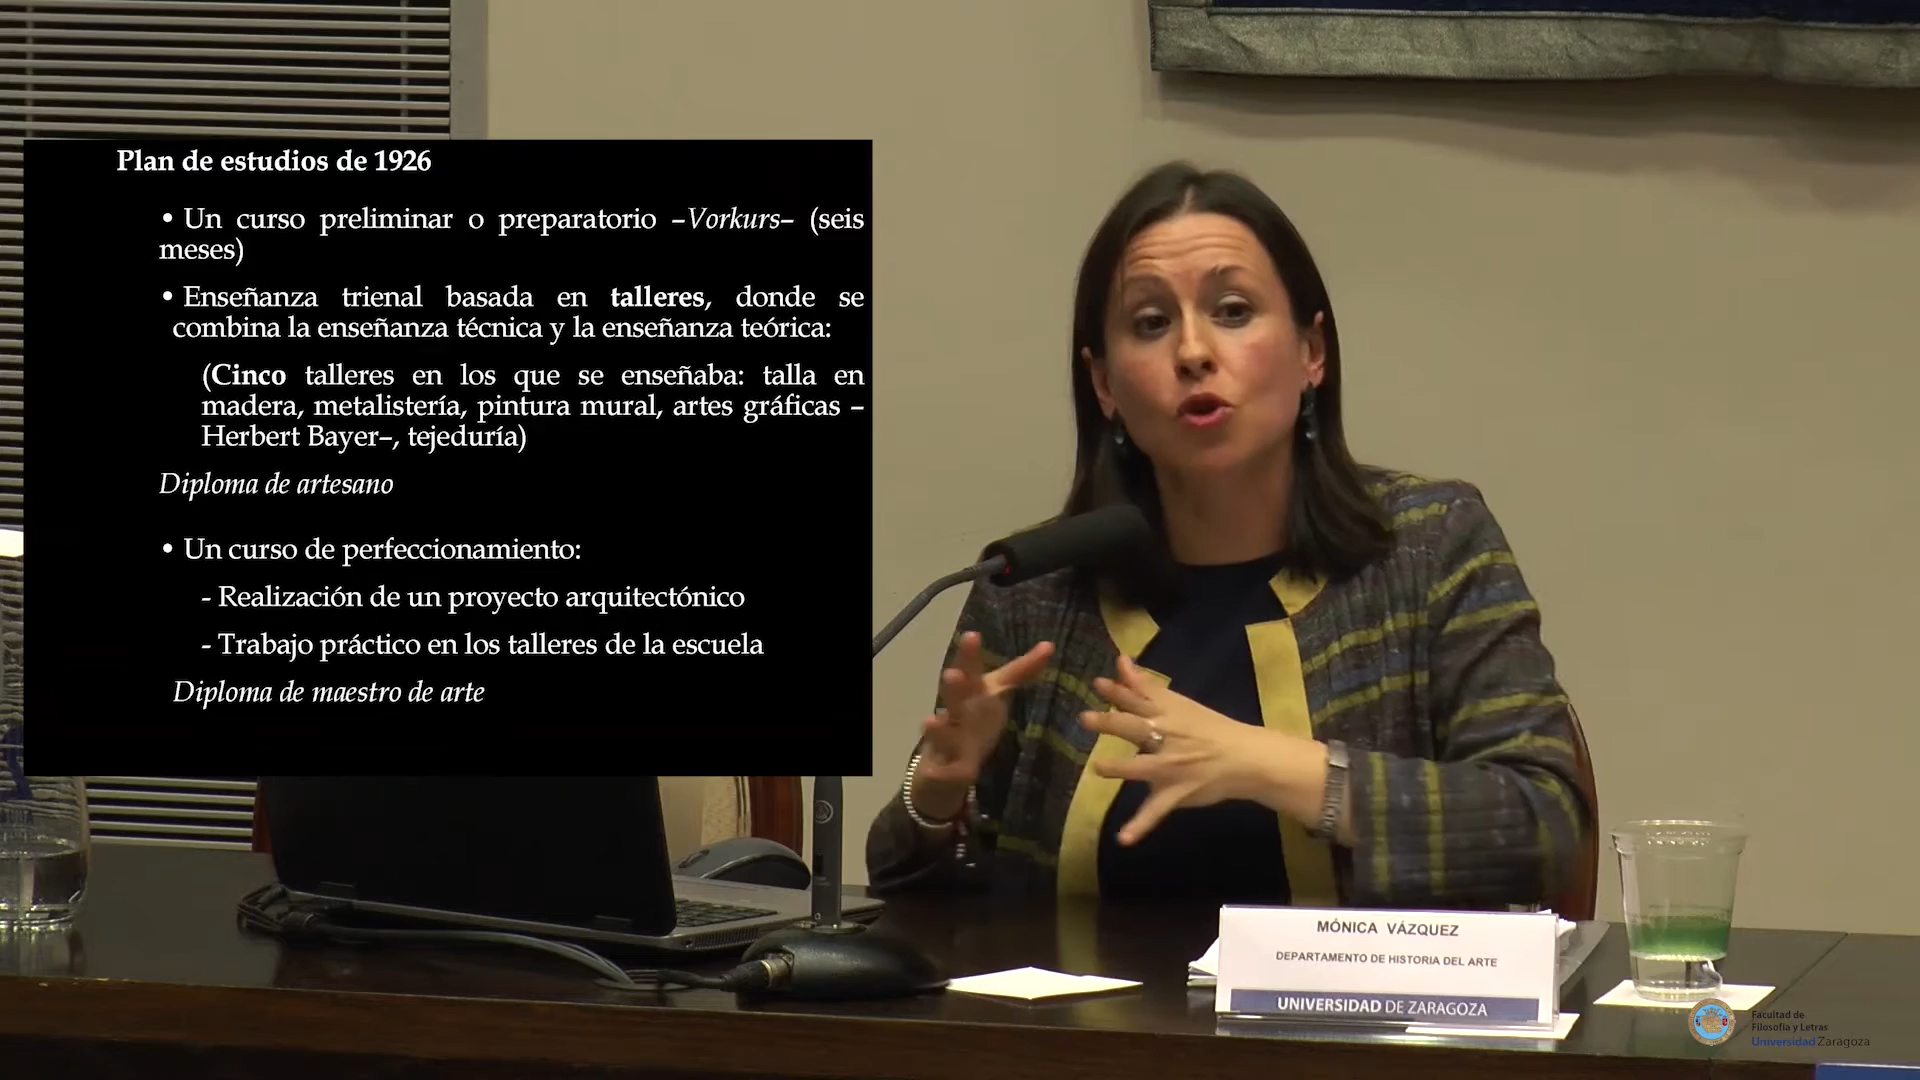 Plan de estudios de 1926
• Un curso preliminar o preparatorio –Vorkurs– (seis
meses)
• Enseñanza trienal basada en talleres, donde se
combina la enseñanza técnica y la enseñanza teórica:
(Cinco talleres en los que se enseñaba: talla en
madera, metalistería, pintura mural, artes gráficas –
Herbert Bayer–, tejeduría)
Diploma de artesano
• Un curso de perfeccionamiento:
- Realización de un proyecto arquitectónico
- Trabajo práctico en los talleres de la escuela
Diploma de maestro de arte
MÓNICA VÁZQUEZ
DEPARTAMENTO DE HISTORIA DEL ARTE
UNIVERSIDAD DE ZARAGOZA
Facultad de
Filosofía y Letras
Universidad Zaragoza